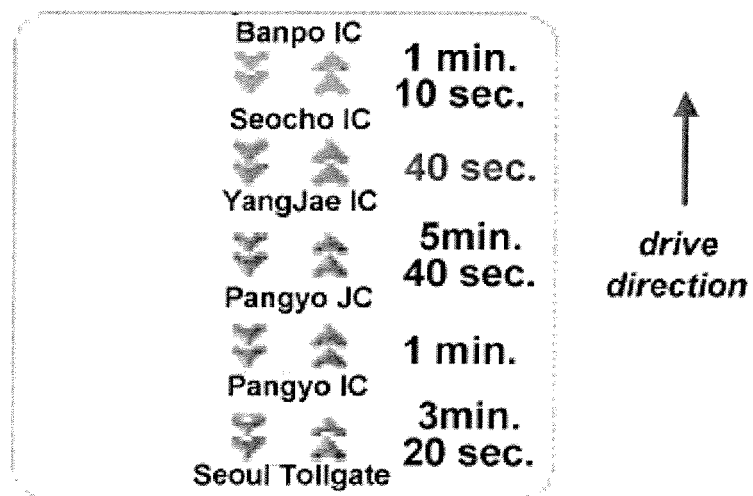 Banpo IC
1 min.
10 sec.
Seocho IC
40 sec.
YangJae IC
5min.
40 sec.
drive
direction
Pangyo JC
1 min.
Pangyo IC
3min.
20 sec.
Seoul Tollgate